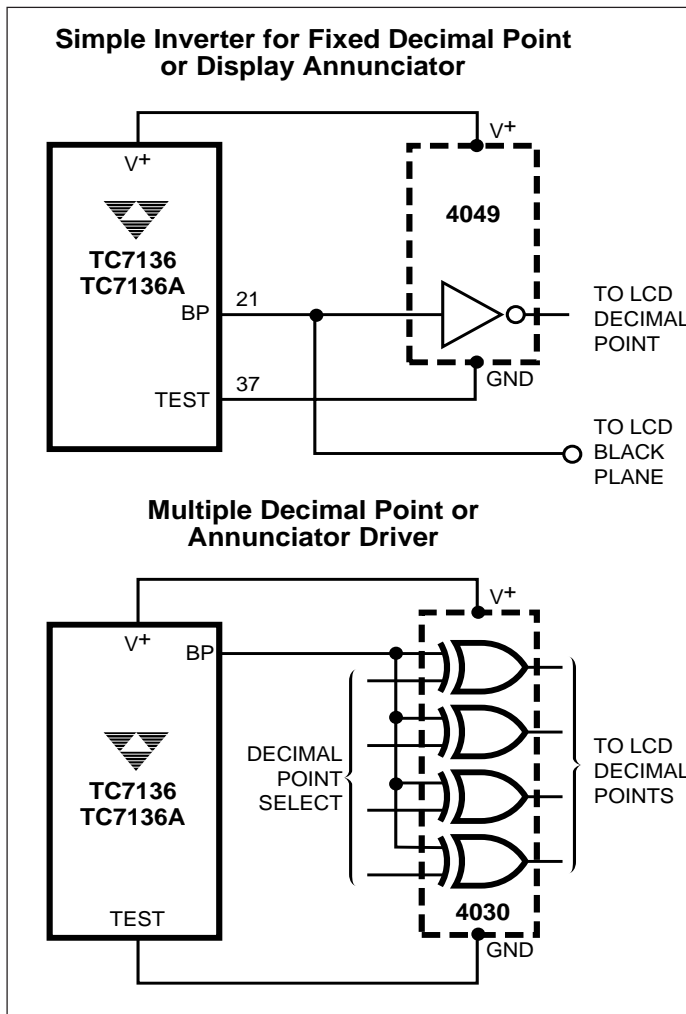 Simple Inverter for Fixed Decimal Point
or Display Annunciator
V+
V+
4049
TC7136
TC7136A
BP
21
TO LCD
DECIMAL
POINT
TEST
37
GND
TO LCD
BLACK
PLANE
Multiple Decimal Point or
Annunciator Driver
V+
V+
BP
TC7136
TC7136A
DECIMAL
POINT
SELECT
TO LCD
DECIMAL
POINTS
TEST
4030
GND